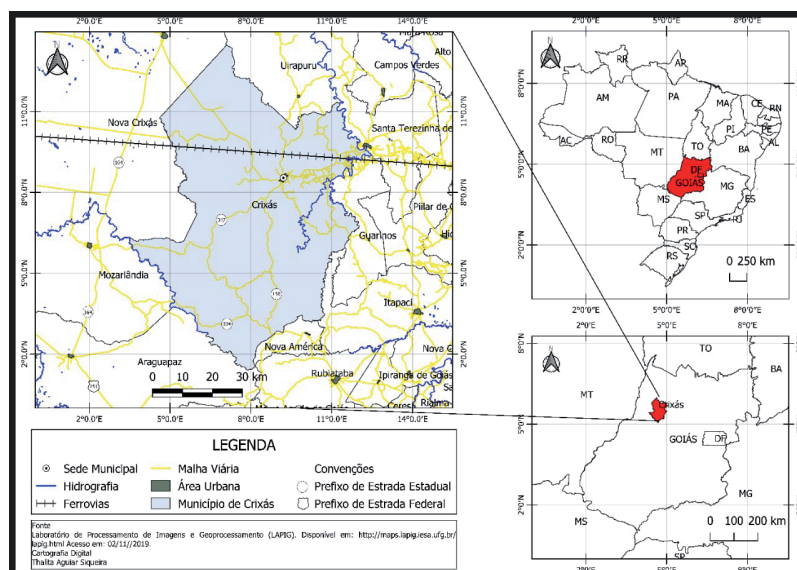 2°0.0'E 5°0.0'E 8°0.0'E 11°0.0'E 14°0.0'E
11°0.0'N
8°0.0'N
5°0.0'N
2°0.0'N
Uirapuru
Alto
Campos Verdes
Nova Crixás
Santa Terezinha de
164
Crixás
Pilar de G
Guarinos
Mozarlândia
Itapaci
164
336
Nova América
Nova G
Araguapaz
Rubiataba
Ipiranga de Goiás
Rialma
Ceres
0 10 20 30 km
LEGENDA
Sede Municipal
Hidrografia
Ferrovias
Malha Viária
Área Urbana
Município de Crixás
Convenções
Prefixo de Estrada Estadual
Prefixo de Estrada Federal
Fonte
Laboratório de Processamento de Imagens e Geoprocessamento (LAPIG). Disponível em: http://maps.lapig.iesa.ufg.br/
lapig.html Acesso em: 02/11//2019.
Cartografia Digital
Thalita Aguiar Siqueira
2°0.0'E 5°0.0'E 8°0.0'E
8°0.0'N
5°0.0'N
2°0.0'N
RR AR
AM PA MA CE RN
PI PE
AC RO TO AL
MT BA
DF
GOIÁS
MG
MS ES
SP RJ
PR
SC
RS
0 250 km
2°0.0'E 5°0.0'E 8°0.0'E
8°0.0'N
5°0.0'N
2°0.0'N
TO
BA
MT
Crixás
GOIÁS DF
MG
MS
SP
0 100 200 km
2°0.0'E 5°0.0'E 8°0.0'E